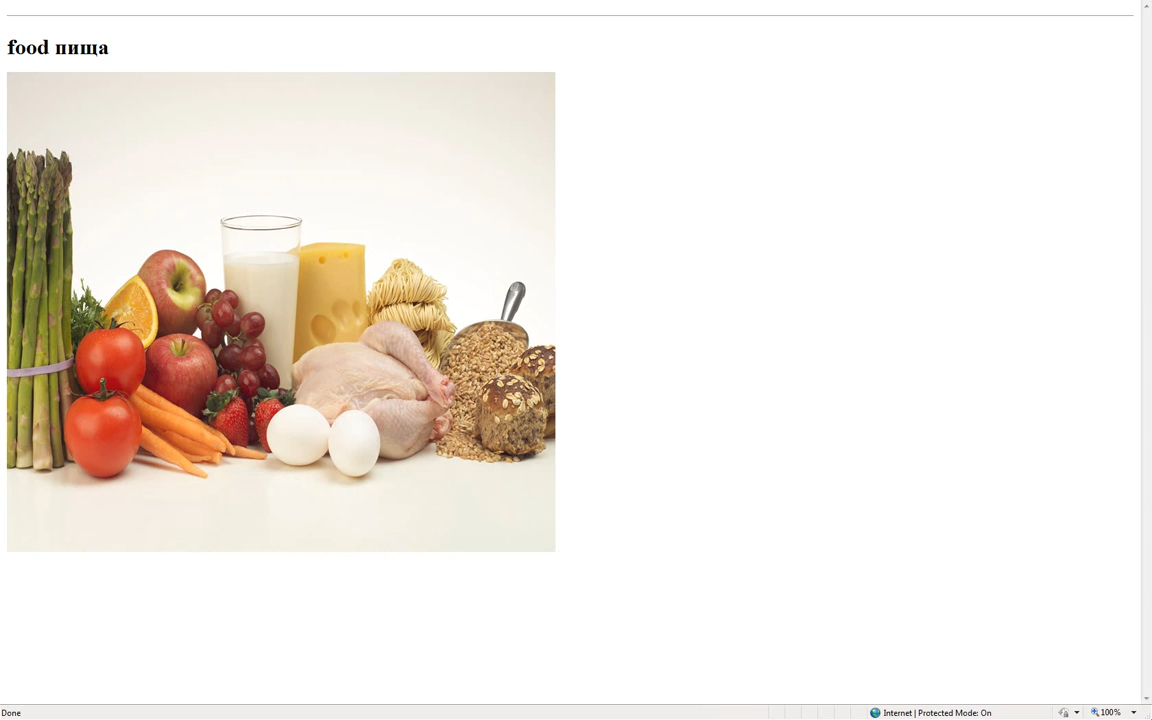 food пища
Done
Internet | Protected Mode: On
100%